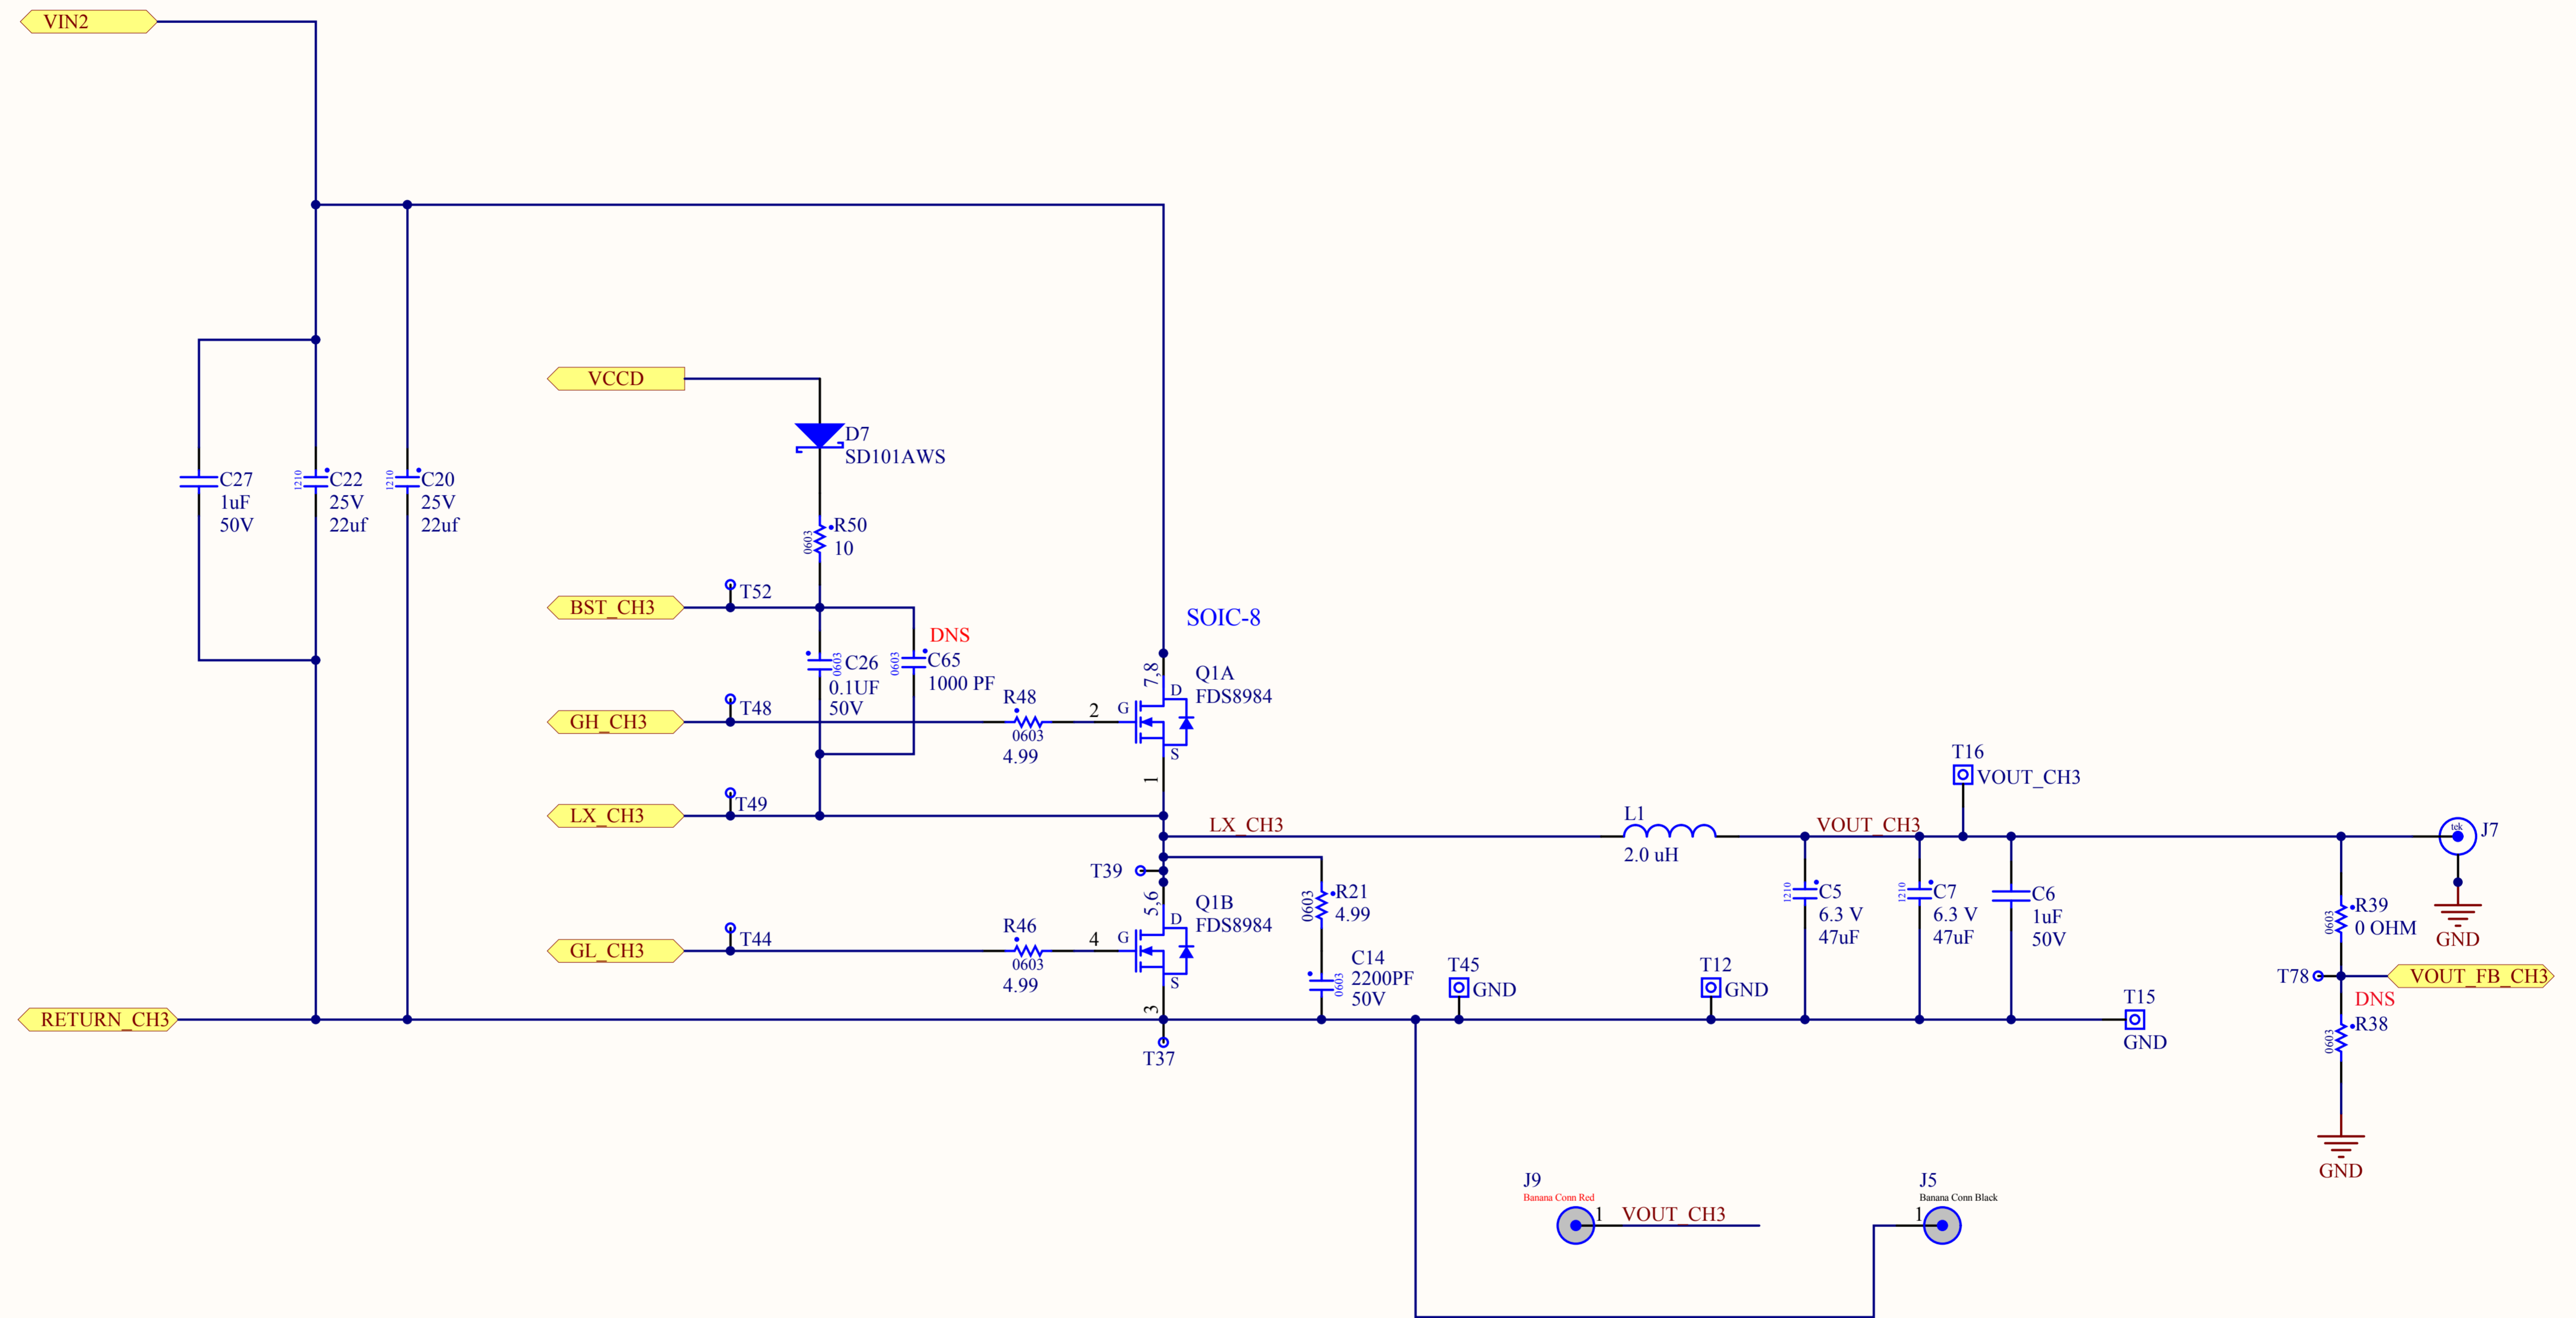 VIN2
VCCD
D7
SD101AWS
C27
1uF
50V
1210
C22
25V
22uf
1210
C20
25V
22uf
0603
R50
10
BST_CH3
T52
DNS
0603
C26
0.1UF
50V
0603
C65
1000 PF
SOIC-8
7,8
D
Q1A
FDS8984
GH_CH3
T48
R48
0603
4.99
2
G
S
1
LX_CH3
T49
LX_CH3
L1
2.0 uH
VOUT_CH3
T16
VOUT_CH3
tek
J7
GND
T39
5,6
D
Q1B
FDS8984
0603
R21
4.99
1210
C5
6.3 V
47uF
1210
C7
6.3 V
47uF
C6
1uF
50V
0603
R39
0 OHM
GL_CH3
T44
R46
0603
4.99
4
G
S
3
0603
C14
2200PF
50V
T45
GND
T12
GND
T78
VOUT_FB_CH3
RETURN_CH3
T37
T15
GND
DNS
0603
R38
GND
J9
Banana Conn Red
1
VOUT_CH3
J5
Banana Conn Black
1